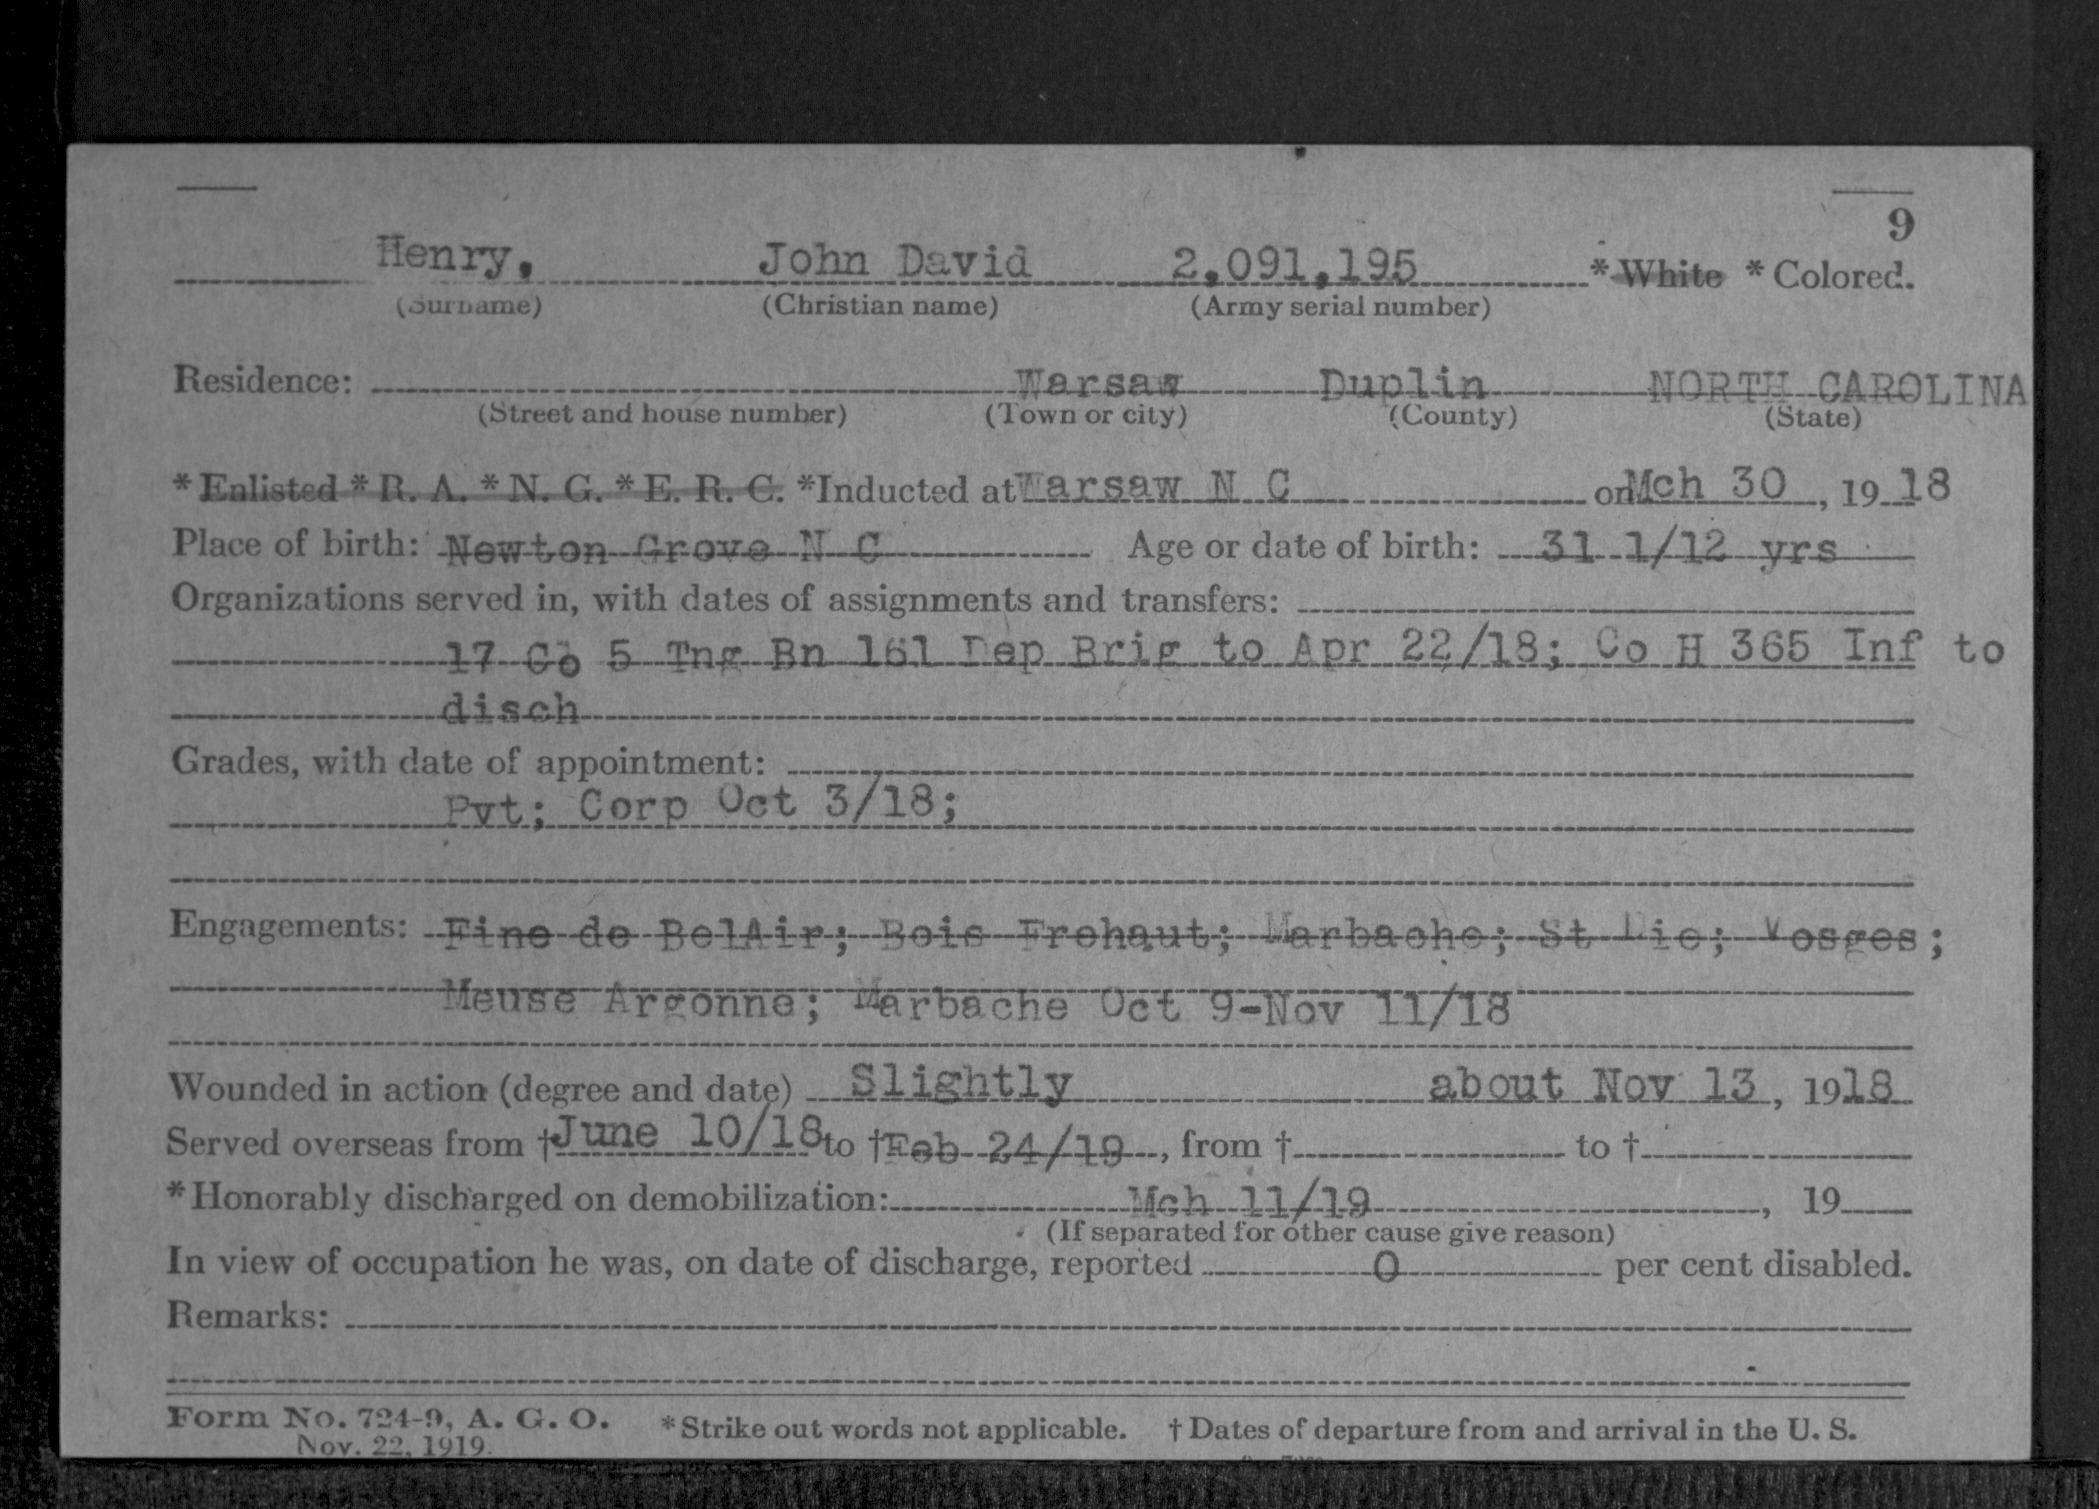 9
Henry, John David 2,091,195 * White * Colored.
(Surname) (Christian name) (Army serial number)
Residence: Warsaw Duplin NORTH CAROLINA
(Street and house number) (Town or city) (County) (State)
* Enlisted * R. A. * N. G. * E. R. C. *Inducted at Warsaw N C on Mch 30, 1918
Place of birth: Newton Grove N C Age or date of birth: 31 1/12 yrs
Organizations served in, with dates of assignments and transfers:
17 Co 5 Tng Bn 161 Dep Brig to Apr 22/18; Co H 365 Inf to
disch
Grades, with date of appointment:
Pvt; Corp Oct 3/18;
Engagements: Fine de BelAir; Bois Frehaut; Marbache; St Die; Vosges;
Meuse Argonne; Marbache Oct 9-Nov 11/18
Wounded in action (degree and date) Slightly about Nov 13, 1918
Served overseas from † June 10/18 to † Feb 24/19, from † to †
* Honorably discharged on demobilization: Mch 11/19, 19
(If separated for other cause give reason)
In view of occupation he was, on date of discharge, reported 0 per cent disabled.
Remarks:
Form No. 724-9, A. G. O. * Strike out words not applicable. † Dates of departure from and arrival in the U. S.
Nov. 22, 1919.